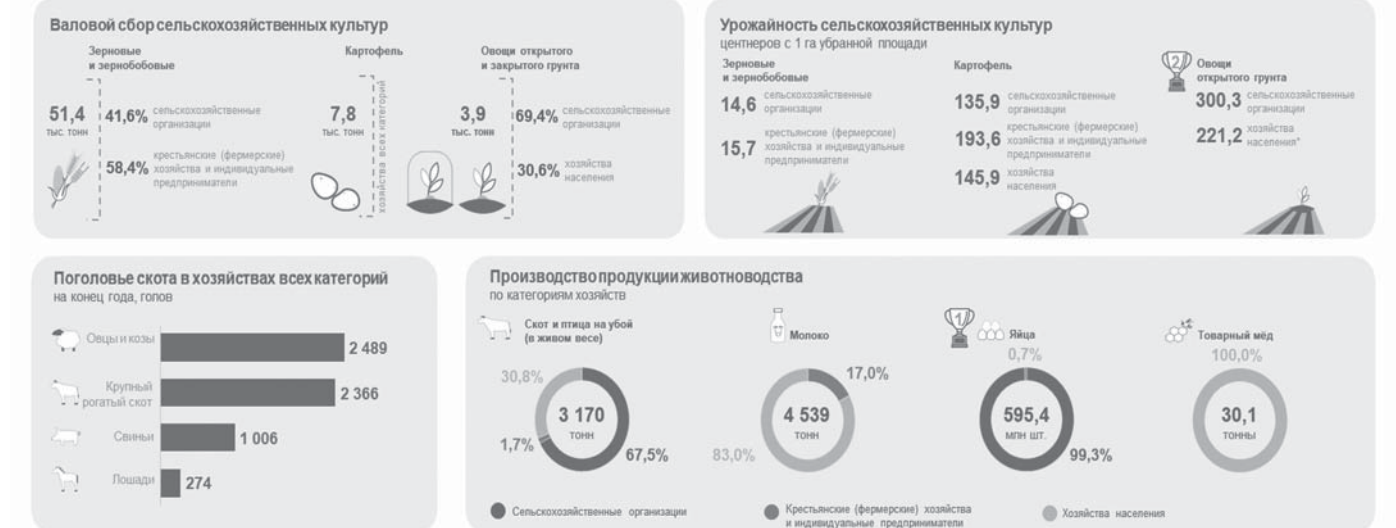 Валовой сбор сельскохозяйственных культур
Зерновые
и зернобобовые
51,4
тыс. тонн
41,6%
сельскохозяйственные
организации
58,4%
крестьянские (фермерские)
хозяйства и индивидуальные
предприниматели
Картофель
7,8
тыс. тонн
хозяйства всех категорий
Овощи открытого
и закрытого грунта
3,9
тыс. тонн
69,4%
сельскохозяйственные
организации
30,6%
хозяйства
населения
Урожайность сельскохозяйственных культур
центнеров с 1 га убранной площади
Зерновые
и зернобобовые
14,6
сельскохозяйственные
организации
15,7
крестьянские (фермерские)
хозяйства и индивидуальные
предприниматели
Картофель
135,9
сельскохозяйственные
организации
193,6
крестьянские (фермерские)
хозяйства и индивидуальные
предприниматели
145,9
хозяйства
населения
2
Овощи
открытого грунта
300,3
сельскохозяйственные
организации
221,2
хозяйства
населения*
Поголовье скота в хозяйствах всех категорий
на конец года, голов
Овцы и козы
2 489
Крупный
рогатый скот
2 366
Свиньи
1 006
Лошади
274
Производство продукции животноводства
по категориям хозяйств
Скот и птица на убой
(в живом весе)
30,8%
3 170
тонн
1,7%
67,5%
Молоко
17,0%
4 539
тонн
83,0%
1
Яйца
0,7%
595,4
млн шт.
99,3%
Товарный мёд
100,0%
30,1
тонны
Сельскохозяйственные организации
Крестьянские (фермерские) хозяйства
и индивидуальные предприниматели
Хозяйства населения